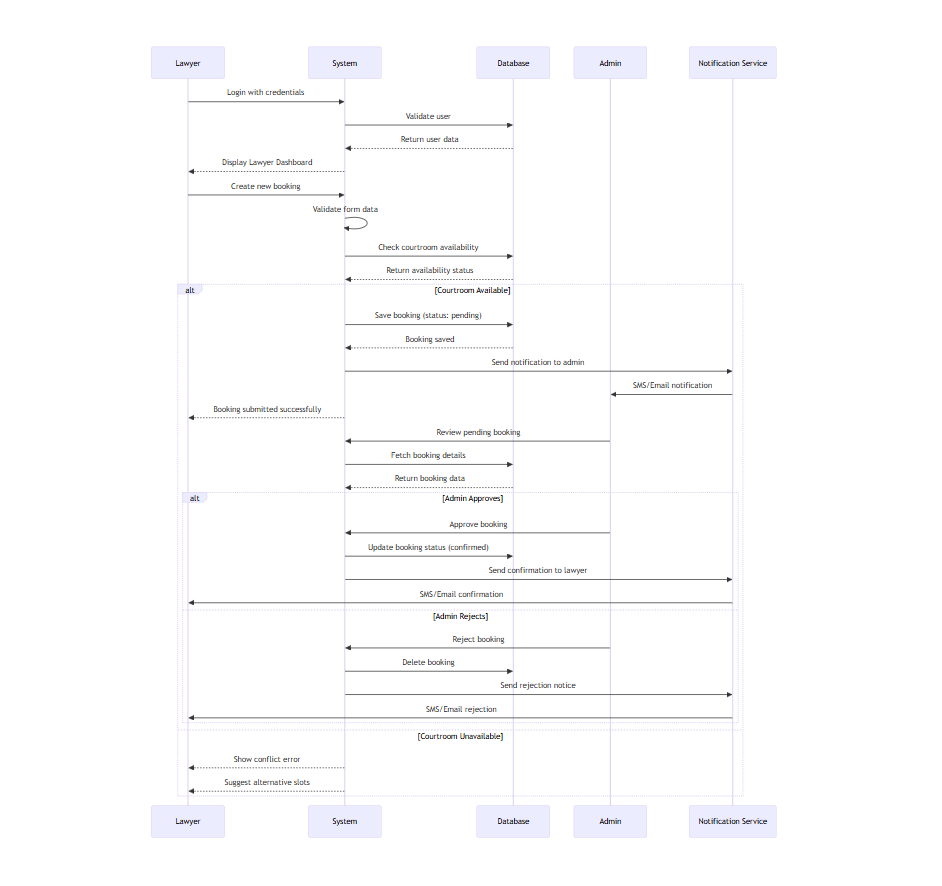 Lawyer
System
Database
Admin
Notification Service
Login with credentials
Validate user
Return user data
Display Lawyer Dashboard
Create new booking
Validate form data
Check courtroom availability
Return availability status
alt
[Courtroom Available]
Save booking (status: pending)
Booking saved
Send notification to admin
SMS/Email notification
Booking submitted successfully
Review pending booking
Fetch booking details
Return booking data
alt
[Admin Approves]
Approve booking
Update booking status (confirmed)
Send confirmation to lawyer
SMS/Email confirmation
[Admin Rejects]
Reject booking
Delete booking
Send rejection notice
SMS/Email rejection
[Courtroom Unavailable]
Show conflict error
Suggest alternative slots
Lawyer
System
Database
Admin
Notification Service